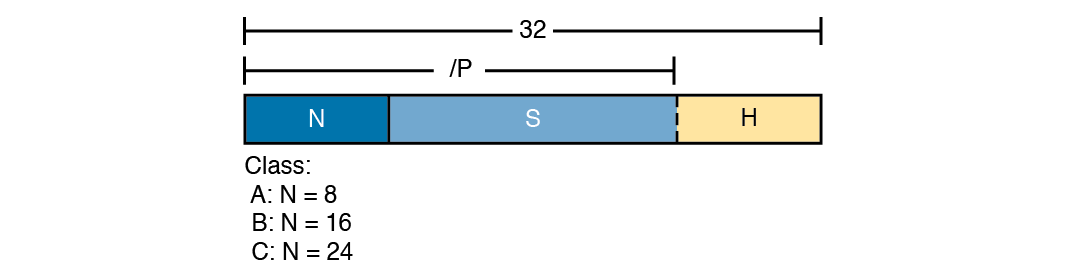 32
/P
N S H
Class:
A: N = 8
B: N = 16
C: N = 24